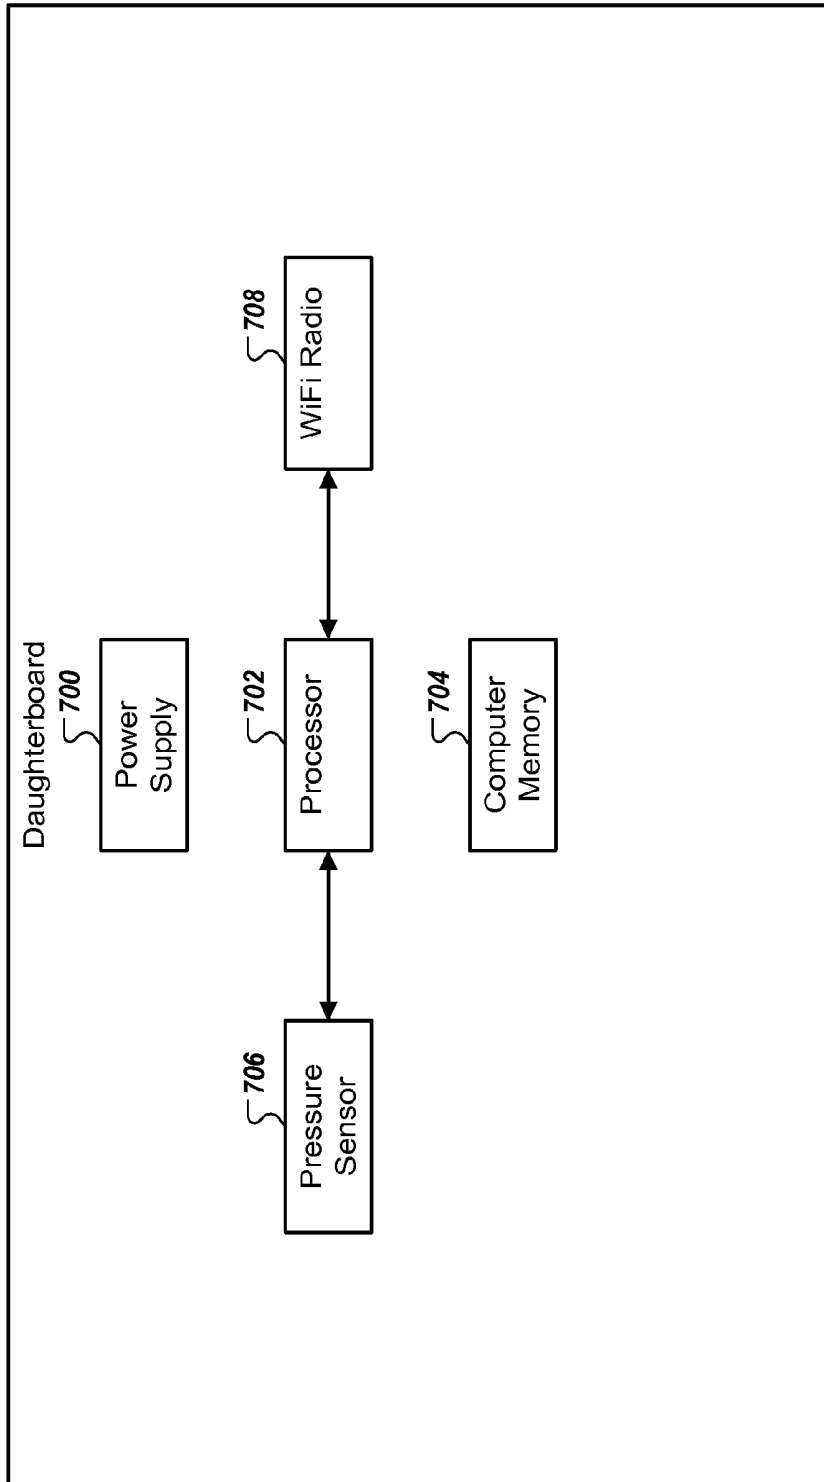 Daughterboard
700
Power
Supply
706
Pressure
Sensor
702
Processor
708
WiFi Radio
704
Computer
Memory